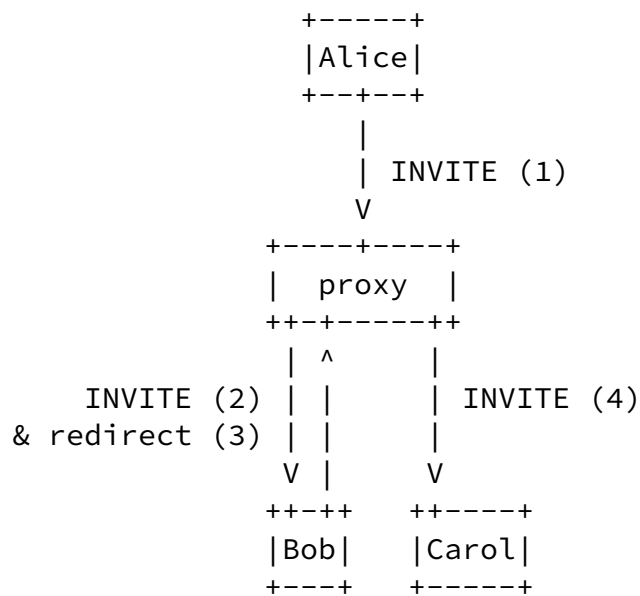 Alice
INVITE (1)
proxy
INVITE (2)
INVITE (4)
& redirect (3)
Bob
Carol